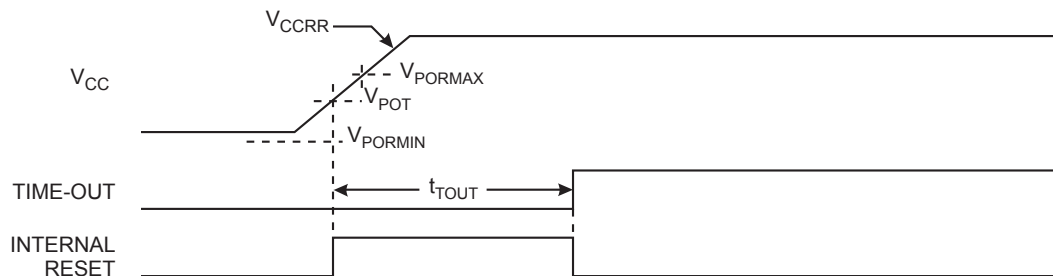 VCCRR
VCC
VPORMAX
VPOT
VPORMIN
TIME-OUT
tTOUT
INTERNAL
RESET